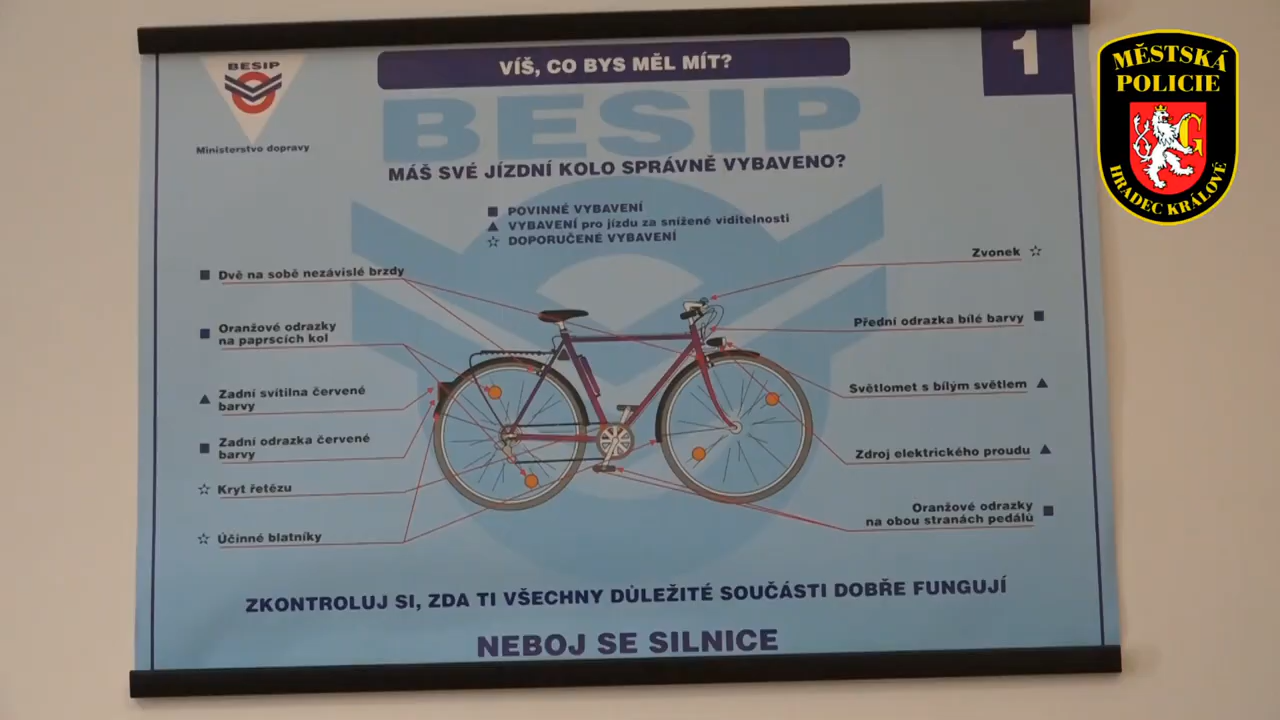 BESIP
Ministerstvo dopravy
VÍŠ, CO BYS MĚL MÍT?
1
BESIP
MÁŠ SVÉ JÍZDNÍ KOLO SPRÁVNĚ VYBAVENO?
POVINNÉ VYBAVENÍ
VYBAVENÍ pro jízdu za snížené viditelnosti
DOPORUČENÉ VYBAVENÍ
Dvě na sobě nezávislé brzdy
Oranžové odrazky
na paprscích kol
Zadní svítilna červené
barvy
Zadní odrazka červené
barvy
Kryt řetězu
Účinné blatníky
Zvonek
Přední odrazka bílé barvy
Světlomet s bílým světlem
Zdroj elektrického proudu
Oranžové odrazky
na obou stranách pedálů
ZKONTROLUJ SI, ZDA TI VŠECHNY DŮLEŽITÉ SOUČÁSTI DOBŘE FUNGUJÍ
NEBOJ SE SILNICE
MĚSTSKÁ
POLICIE
G
HRADEC KRÁLOVÉ